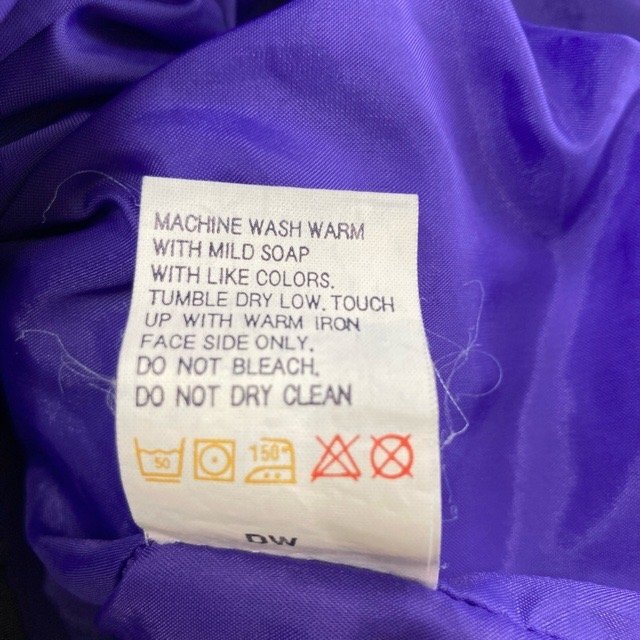 MACHINE WASH WARM
WITH MILD SOAP
WITH LIKE COLORS.
TUMBLE DRY LOW. TOUCH
UP WITH WARM IRON
FACE SIDE ONLY.
DO NOT BLEACH.
DO NOT DRY CLEAN
50 150°
DW